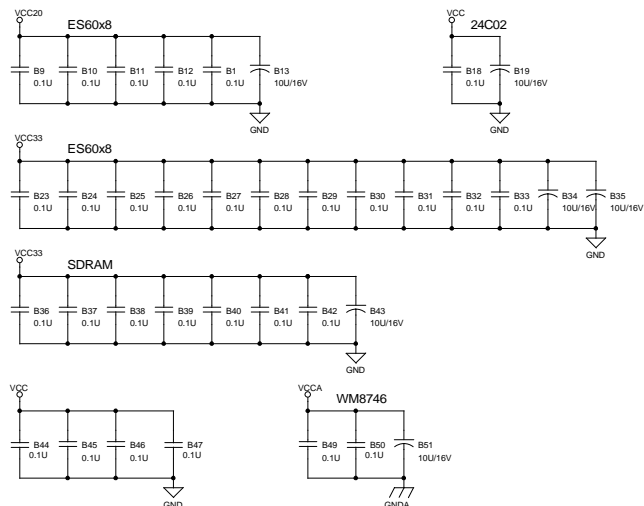 VCC20
ES60x8
B9
0.1U
B10
0.1U
B11
0.1U
B12
0.1U
B1
0.1U
B13
10U/16V
GND
VCC
24C02
B18
0.1U
B19
10U/16V
GND
VCC33
ES60x8
B23
0.1U
B24
0.1U
B25
0.1U
B26
0.1U
B27
0.1U
B28
0.1U
B29
0.1U
B30
0.1U
B31
0.1U
B32
0.1U
B33
0.1U
B34
10U/16V
B35
10U/16V
GND
VCC33
SDRAM
B36
0.1U
B37
0.1U
B38
0.1U
B39
0.1U
B40
0.1U
B41
0.1U
B42
0.1U
B43
10U/16V
GND
VCC
B44
0.1U
B45
0.1U
B46
0.1U
B47
0.1U
GND
VCCA
WM8746
B49
0.1U
B50
0.1U
B51
10U/16V
GNDA